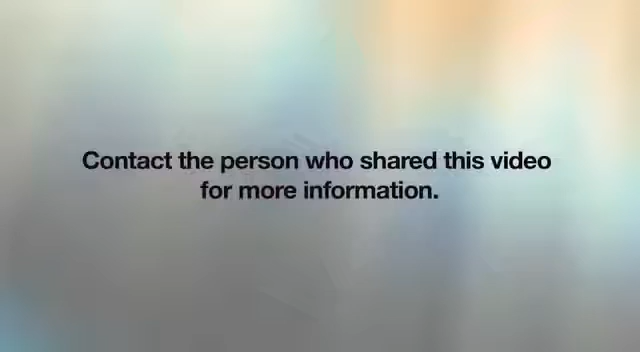 Contact the person who shared this video
for more information.